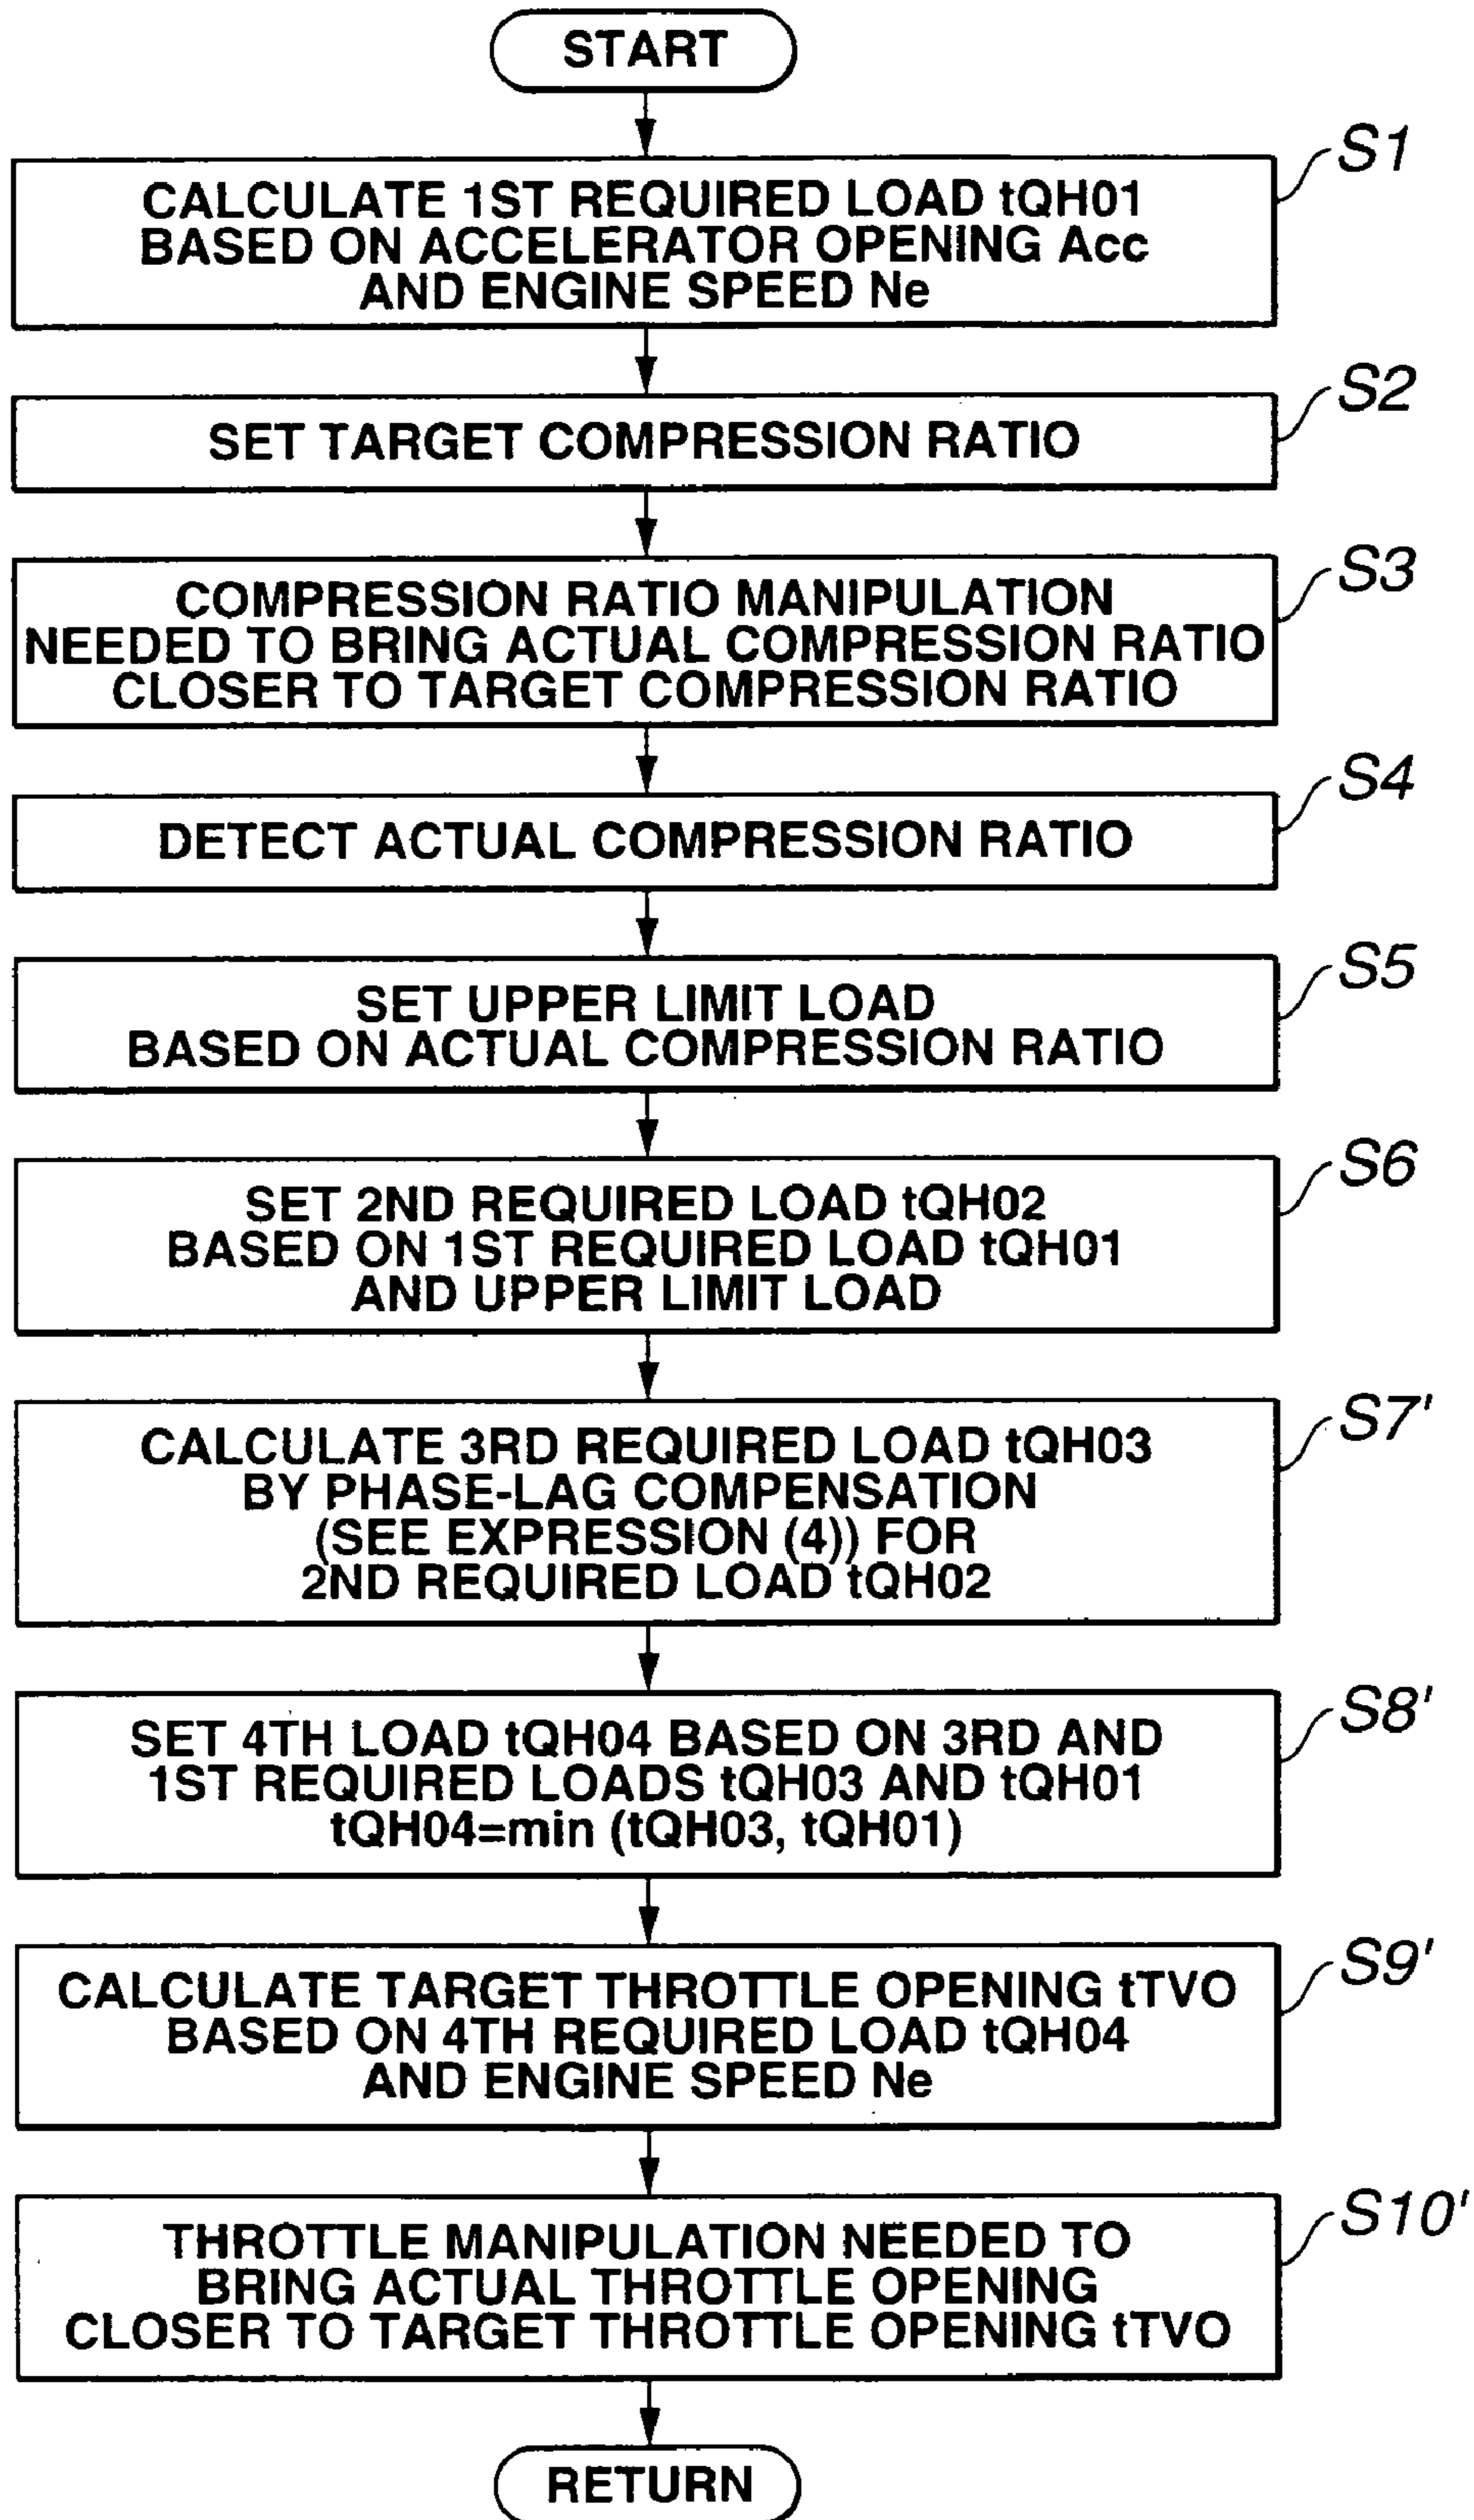 START
S1
CALCULATE 1ST REQUIRED LOAD tQH01
BASED ON ACCELERATOR OPENING Acc
AND ENGINE SPEED Ne
S2
SET TARGET COMPRESSION RATIO
S3
COMPRESSION RATIO MANIPULATION
NEEDED TO BRING ACTUAL COMPRESSION RATIO
CLOSER TO TARGET COMPRESSION RATIO
S4
DETECT ACTUAL COMPRESSION RATIO
S5
SET UPPER LIMIT LOAD
BASED ON ACTUAL COMPRESSION RATIO
S6
SET 2ND REQUIRED LOAD tQH02
BASED ON 1ST REQUIRED LOAD tQH01
AND UPPER LIMIT LOAD
S7'
CALCULATE 3RD REQUIRED LOAD tQH03
BY PHASE-LAG COMPENSATION
(SEE EXPRESSION (4)) FOR
2ND REQUIRED LOAD tQH02
S8'
SET 4TH LOAD tQH04 BASED ON 3RD AND
1ST REQUIRED LOADS tQH03 AND tQH01
tQH04=min (tQH03, tQH01)
S9'
CALCULATE TARGET THROTTLE OPENING tTVO
BASED ON 4TH REQUIRED LOAD tQH04
AND ENGINE SPEED Ne
S10'
THROTTLE MANIPULATION NEEDED TO
BRING ACTUAL THROTTLE OPENING
CLOSER TO TARGET THROTTLE OPENING tTVO
RETURN